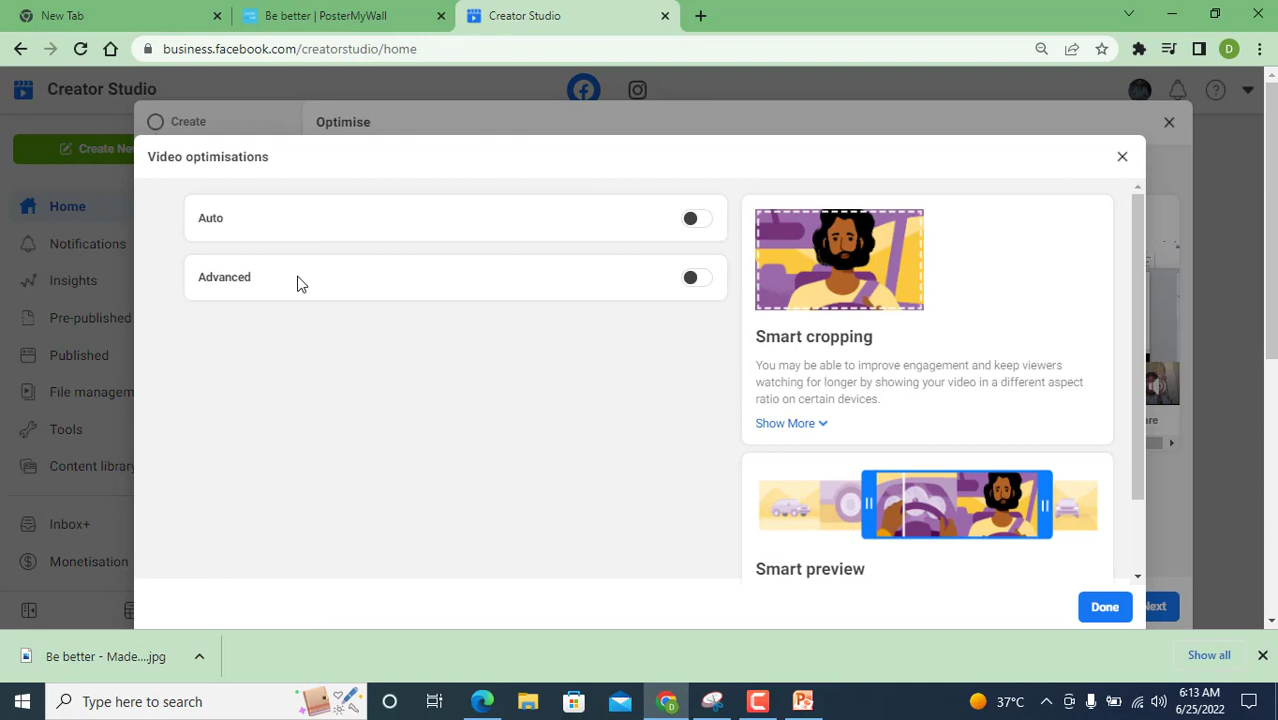 New Tab
Be better | PosterMyWall
Creator Studio
business.facebook.com/creatorstudio/home
D
Creator Studio
Create
Optimise
Create Ne
Video optimisations
Home
Auto
Notifications
Advanced
Insights
Pre-published
Smart cropping
Published
You may be able to improve engagement and keep viewers
watching for longer by showing your video in a different aspect
ratio on certain devices.
File managem
are
Show More
Tools
Content library
Inbox+
Monetisation
Smart preview
Done
Next
Be better - Made....jpg
Show all
Type here to search
37°C
6:13 AM
6/25/2022